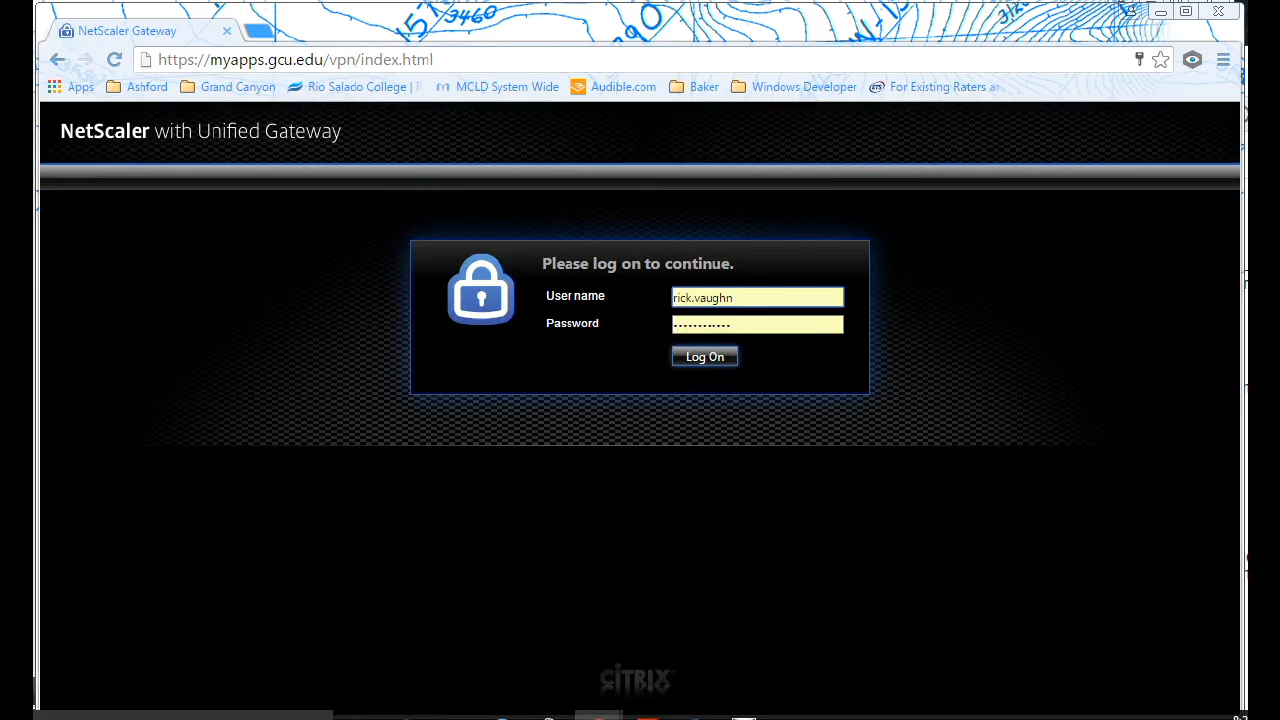 3460
NetScaler Gateway
https://myapps.gcu.edu/vpn/index.html
Apps Ashford Grand Canyon Rio Salado College | MCLD System Wide Audible.com Baker Windows Developer For Existing Raters
NetScaler with Unified Gateway
Please log on to continue.
User name rick.vaughn
Password ············
Log On
CiTRIX